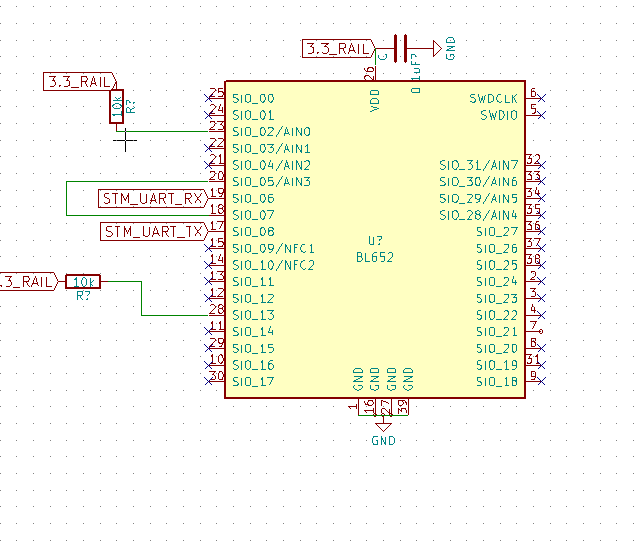 3.3_RAIL
C
0.1uF?
GND
3.3_RAIL
10k
R?
26
VDD
25 SIO_00
24 SIO_01
23 SIO_02/AIN0
22 SIO_03/AIN1
21 SIO_04/AIN2
20 SIO_05/AIN3
STM_UART_RX 19 SIO_06
18 SIO_07
STM_UART_TX 17 SIO_08
15 SIO_09/NFC1
14 SIO_10/NFC2
13 SIO_11
12 SIO_12
28 SIO_13
11 SIO_14
29 SIO_15
10 SIO_16
30 SIO_17
.3_RAIL
10k
R?
U?
BL652
SWDCLK 6
SWDIO 5
SIO_31/AIN7 32
SIO_30/AIN6 33
SIO_29/AIN5 34
SIO_28/AIN4 35
SIO_27 36
SIO_26 37
SIO_25 38
SIO_24 2
SIO_23 3
SIO_22 4
SIO_21 7
SIO_20 8
SIO_19 31
SIO_18 9
GND GND GND GND
1 16 27 39
GND